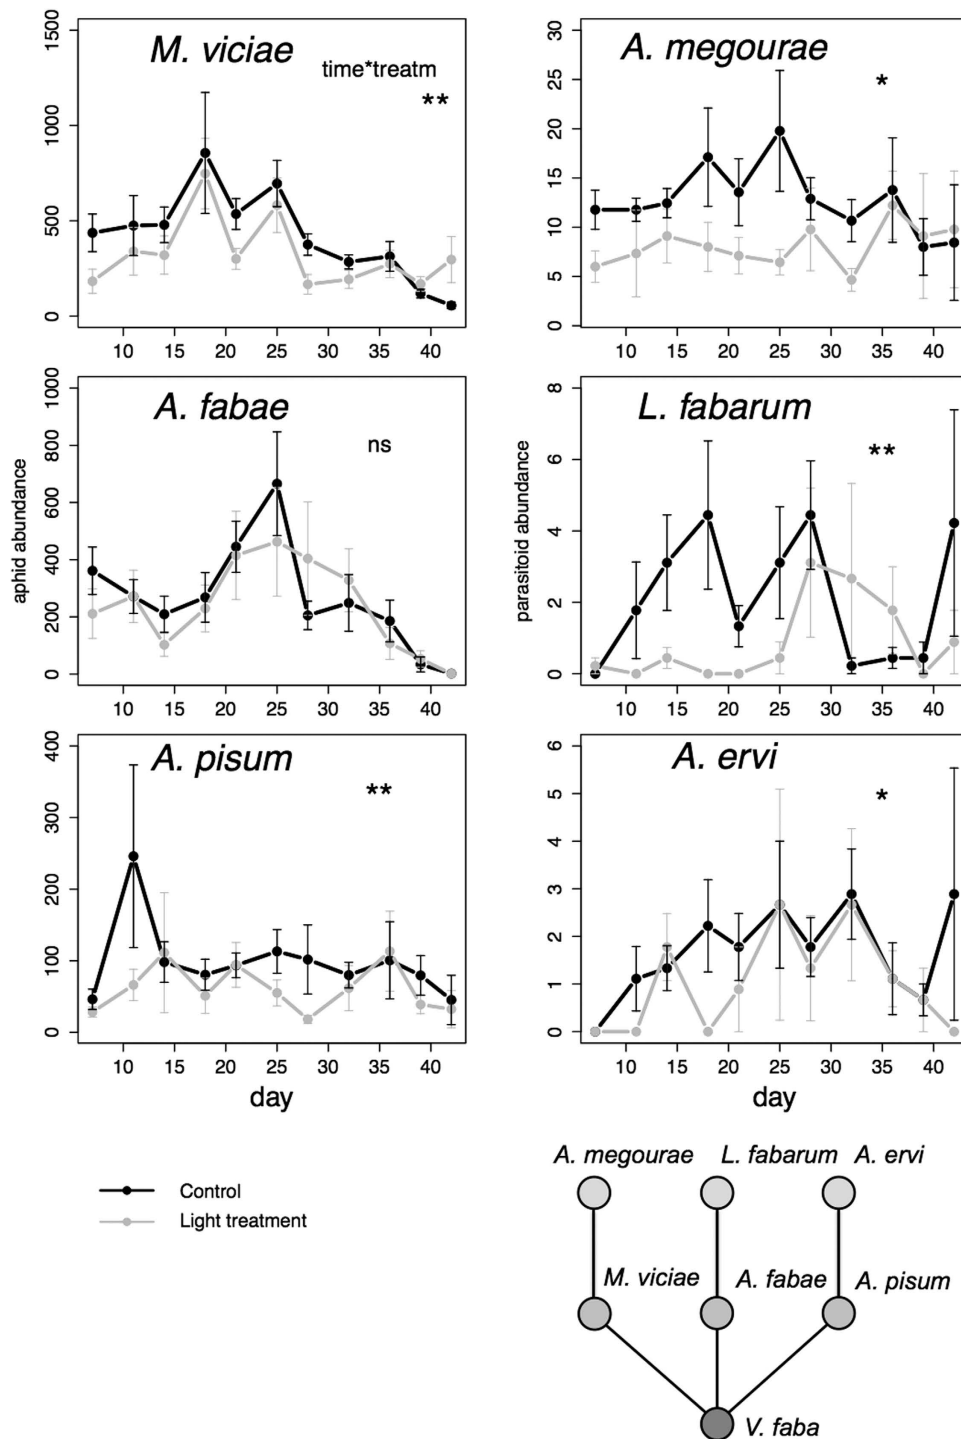 M. viciae
time*treatm
**
0 500 1000 1500
10 15 20 25 30 35 40
A. megourae
*
0 5 10 15 20 25 30
10 15 20 25 30 35 40
aphid abundance
A. fabae
ns
0 200 400 600 800 1000
10 15 20 25 30 35 40
parasitoid abundance
L. fabarum
**
0 2 4 6 8
10 15 20 25 30 35 40
A. pisum
**
0 100 200 300 400
10 15 20 25 30 35 40
day
A. ervi
*
0 1 2 3 4 5 6
10 15 20 25 30 35 40
day
Control
Light treatment
A. megourae L. fabarum A. ervi
M. viciae A. fabae A. pisum
V. faba